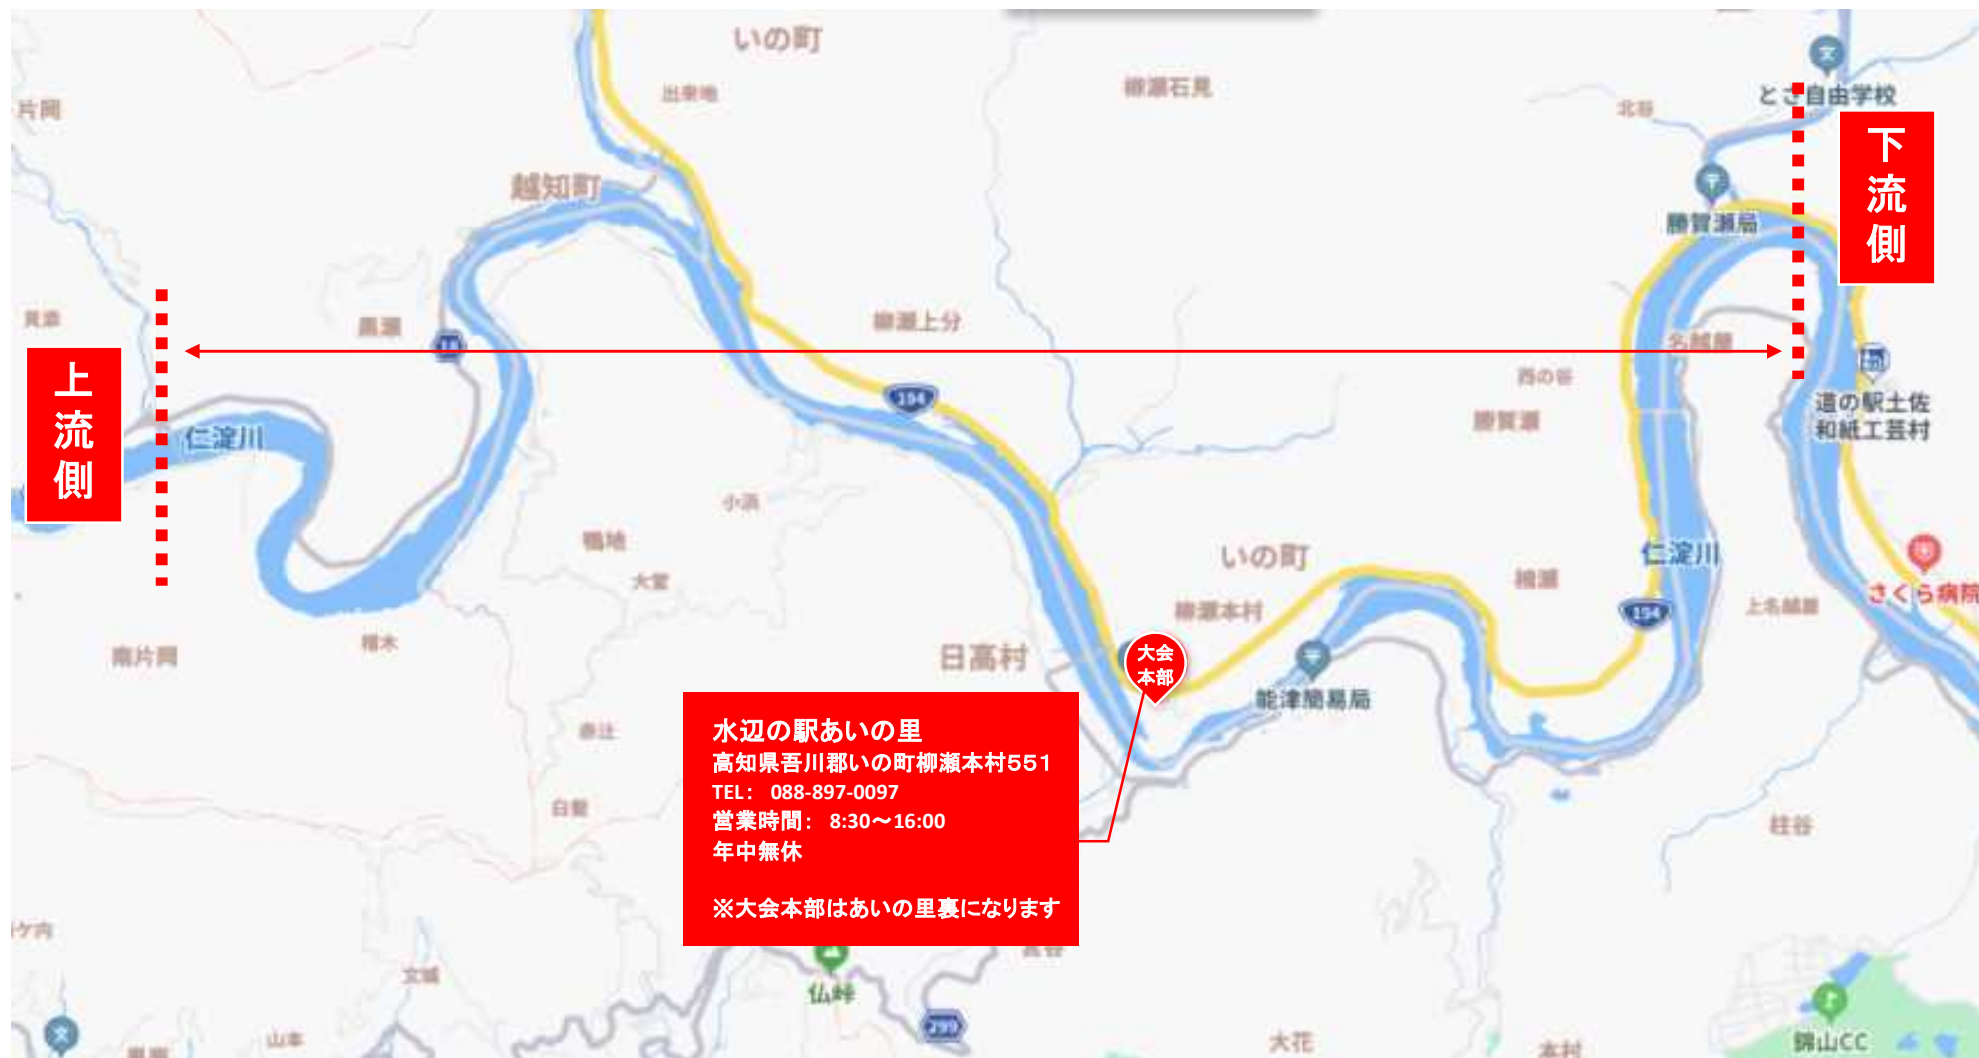 いの町
出来地
柳瀬石見
とさ自由学校
北谷
片岡
下流側
越知町
勝賀瀬局
黒瀬
柳瀬上分
名越屋
18
194
西の谷
道の駅土佐
和紙工芸村
上流側
仁淀川
勝賀瀬
小浜
鴨地
いの町
仁淀川
大堂
柳瀬本村
楠瀬
194
上名越屋
さくら病院
南片岡
日高村
大会
本部
能津簡易局
水辺の駅あいの里
高知県吾川郡いの町柳瀬本村551
TEL： 088-897-0097
営業時間： 8:30～16:00
年中無休
※大会本部はあいの里裏になります
柱谷
仏峠
299
山本
大花
本村
錦山CC